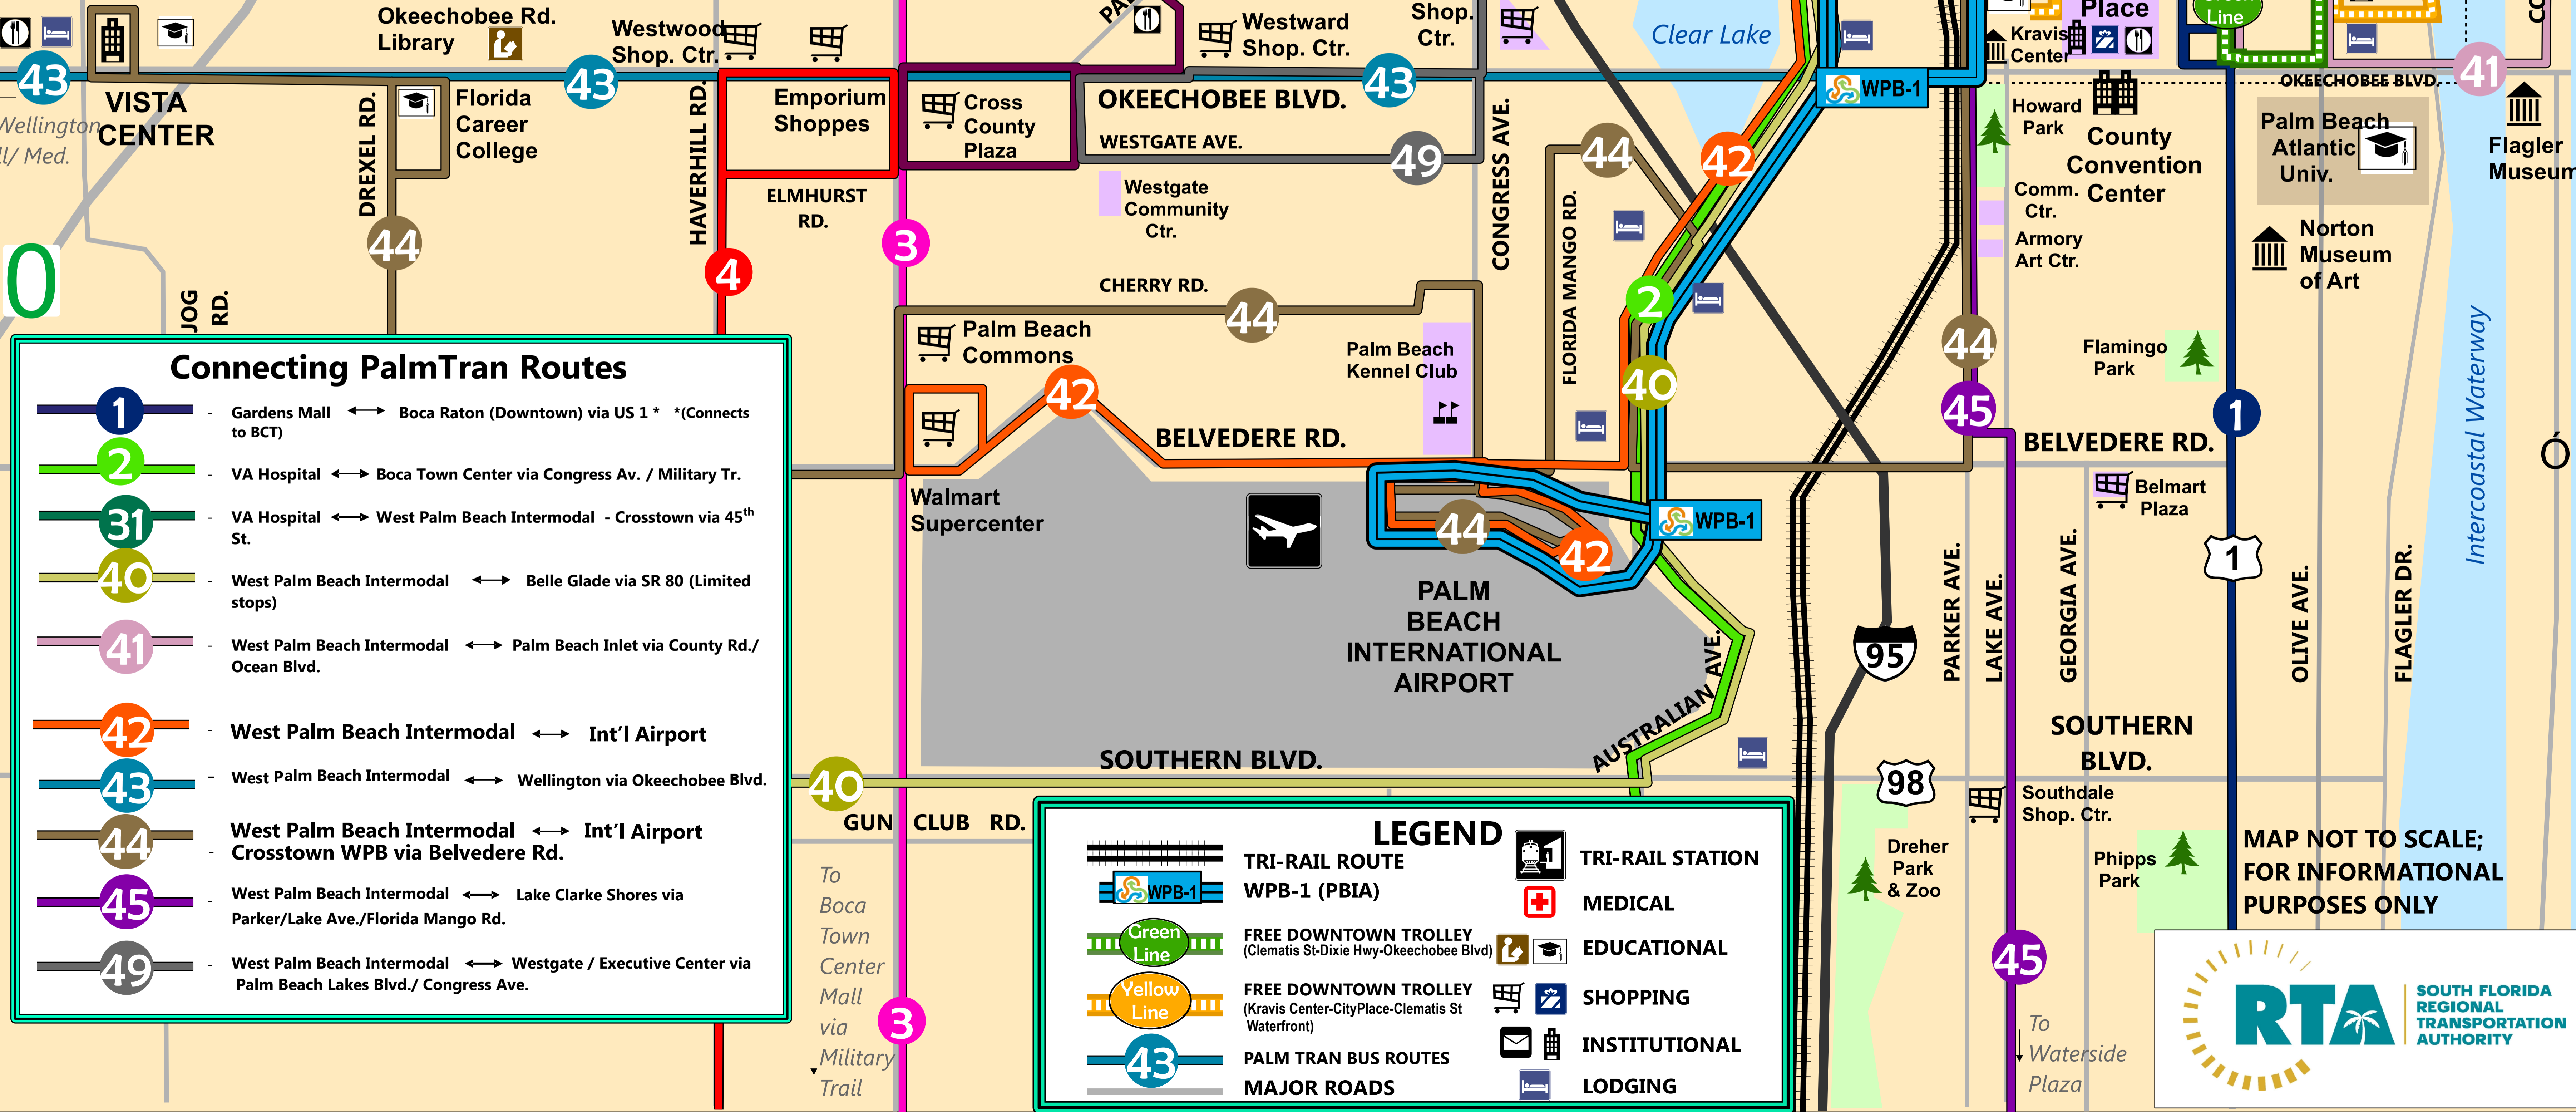 Okeechobee Rd.
Library
Westwood
Shop. Ctr.
Westward
Shop. Ctr.
Shop.
Ctr.
Clear Lake
Kravis
Center
Place
Green
Line
43
43
43
WPB-1
OKEECHOBEE BLVD.
41
VISTA
CENTER
Wellington
Med.
DREXEL RD.
Florida
Career
College
HAVERHILL RD.
Emporium
Shoppes
Cross
County
Plaza
OKEECHOBEE BLVD.
WESTGATE AVE.
49
CONGRESS AVE.
44
42
Howard
Park
County
Convention
Center
Palm Beach
Atlantic
Univ.
Flagler
Museum
ELMHURST
RD.
Westgate
Community
Ctr.
FLORIDA MANGO RD.
Comm.
Ctr.
Armory
Art Ctr.
Norton
Museum
of Art
44
4
3
0
JOG
RD.
CHERRY RD.
44
2
Palm Beach
Commons
Palm Beach
Kennel Club
44
Flamingo
Park
Intercoastal Waterway
42
40
45
1
BELVEDERE RD.
BELVEDERE RD.
Ó
Walmart
Supercenter
44
42
WPB-1
Belmart
Plaza
1
PALM
BEACH
INTERNATIONAL
AIRPORT
AUSTRALIAN AVE.
95
PARKER AVE.
LAKE AVE.
GEORGIA AVE.
OLIVE AVE.
FLAGLER DR.
SOUTHERN BLVD.
SOUTHERN
BLVD.
40
98
GUN CLUB RD.
Southdale
Shop. Ctr.
Dreher
Park
& Zoo
Phipps
Park
MAP NOT TO SCALE;
FOR INFORMATIONAL
PURPOSES ONLY
To
Boca
Town
Center
Mall
via
Military
Trail
3
45
To
Waterside
Plaza
Connecting PalmTran Routes
1 - Gardens Mall ↔ Boca Raton (Downtown) via US 1 * *(Connects
to BCT)
2 - VA Hospital ↔ Boca Town Center via Congress Av. / Military Tr.
31 - VA Hospital ↔ West Palm Beach Intermodal - Crosstown via 45th
St.
40 - West Palm Beach Intermodal ↔ Belle Glade via SR 80 (Limited
stops)
41 - West Palm Beach Intermodal ↔ Palm Beach Inlet via County Rd./
Ocean Blvd.
42 - West Palm Beach Intermodal ↔ Int'l Airport
43 - West Palm Beach Intermodal ↔ Wellington via Okeechobee Blvd.
44 - West Palm Beach Intermodal ↔ Int'l Airport
Crosstown WPB via Belvedere Rd.
45 - West Palm Beach Intermodal ↔ Lake Clarke Shores via
Parker/Lake Ave./Florida Mango Rd.
49 - West Palm Beach Intermodal ↔ Westgate / Executive Center via
Palm Beach Lakes Blvd./ Congress Ave.
LEGEND
TRI-RAIL ROUTE
WPB-1 WPB-1 (PBIA)
Green
Line
FREE DOWNTOWN TROLLEY
(Clematis St-Dixie Hwy-Okeechobee Blvd)
Yellow
Line
FREE DOWNTOWN TROLLEY
(Kravis Center-CityPlace-Clematis St
Waterfront)
43 PALM TRAN BUS ROUTES
MAJOR ROADS
TRI-RAIL STATION
MEDICAL
EDUCATIONAL
SHOPPING
INSTITUTIONAL
LODGING
RTA
SOUTH FLORIDA
REGIONAL
TRANSPORTATION
AUTHORITY